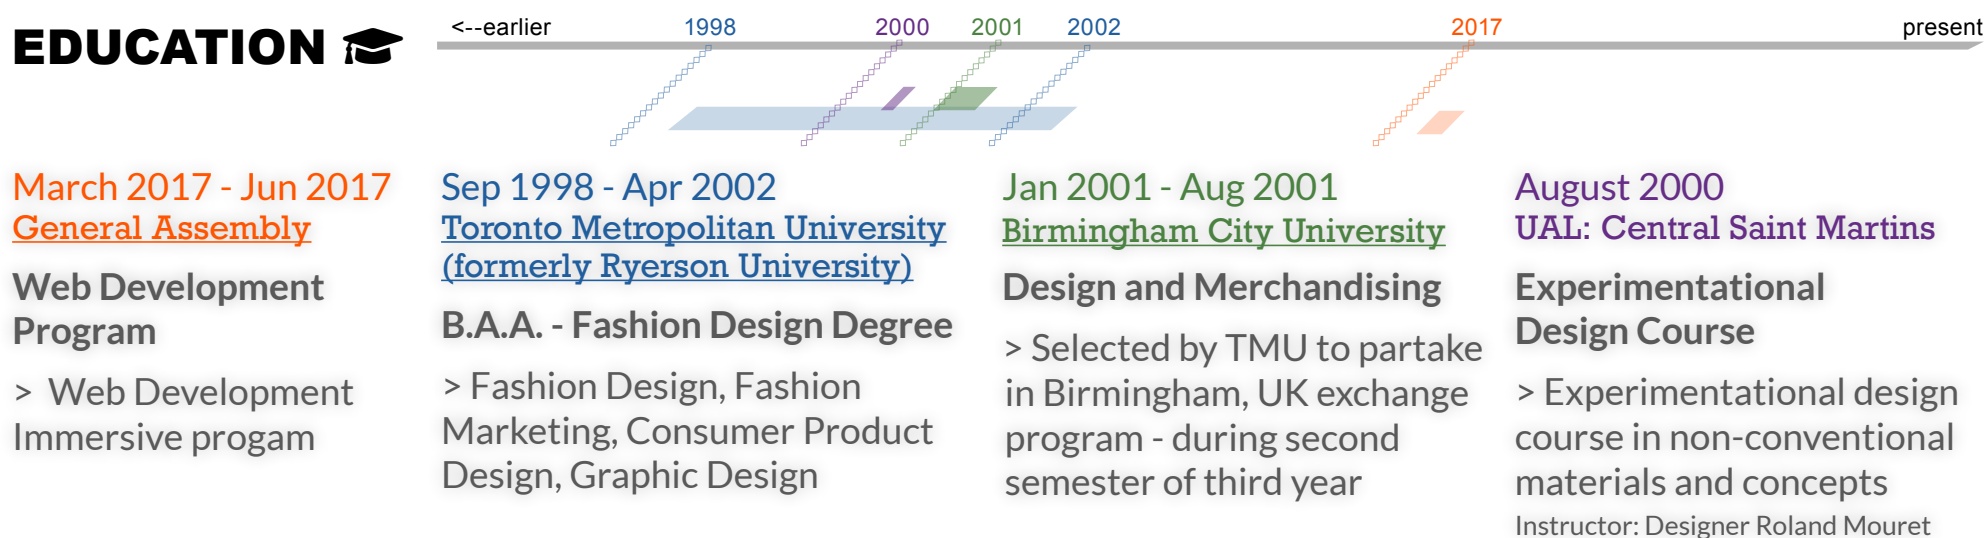 EDUCATION
<--earlier 1998 2000 2001 2002 2017 present
March 2017 - Jun 2017
General Assembly
Web Development
Program
> Web Development
Immersive progam
Sep 1998 - Apr 2002
Toronto Metropolitan University
(formerly Ryerson University)
B.A.A. - Fashion Design Degree
> Fashion Design, Fashion
Marketing, Consumer Product
Design, Graphic Design
Jan 2001 - Aug 2001
Birmingham City University
Design and Merchandising
> Selected by TMU to partake
in Birmingham, UK exchange
program - during second
semester of third year
August 2000
UAL: Central Saint Martins
Experimentational
Design Course
> Experimentational design
course in non-conventional
materials and concepts
Instructor: Designer Roland Mouret